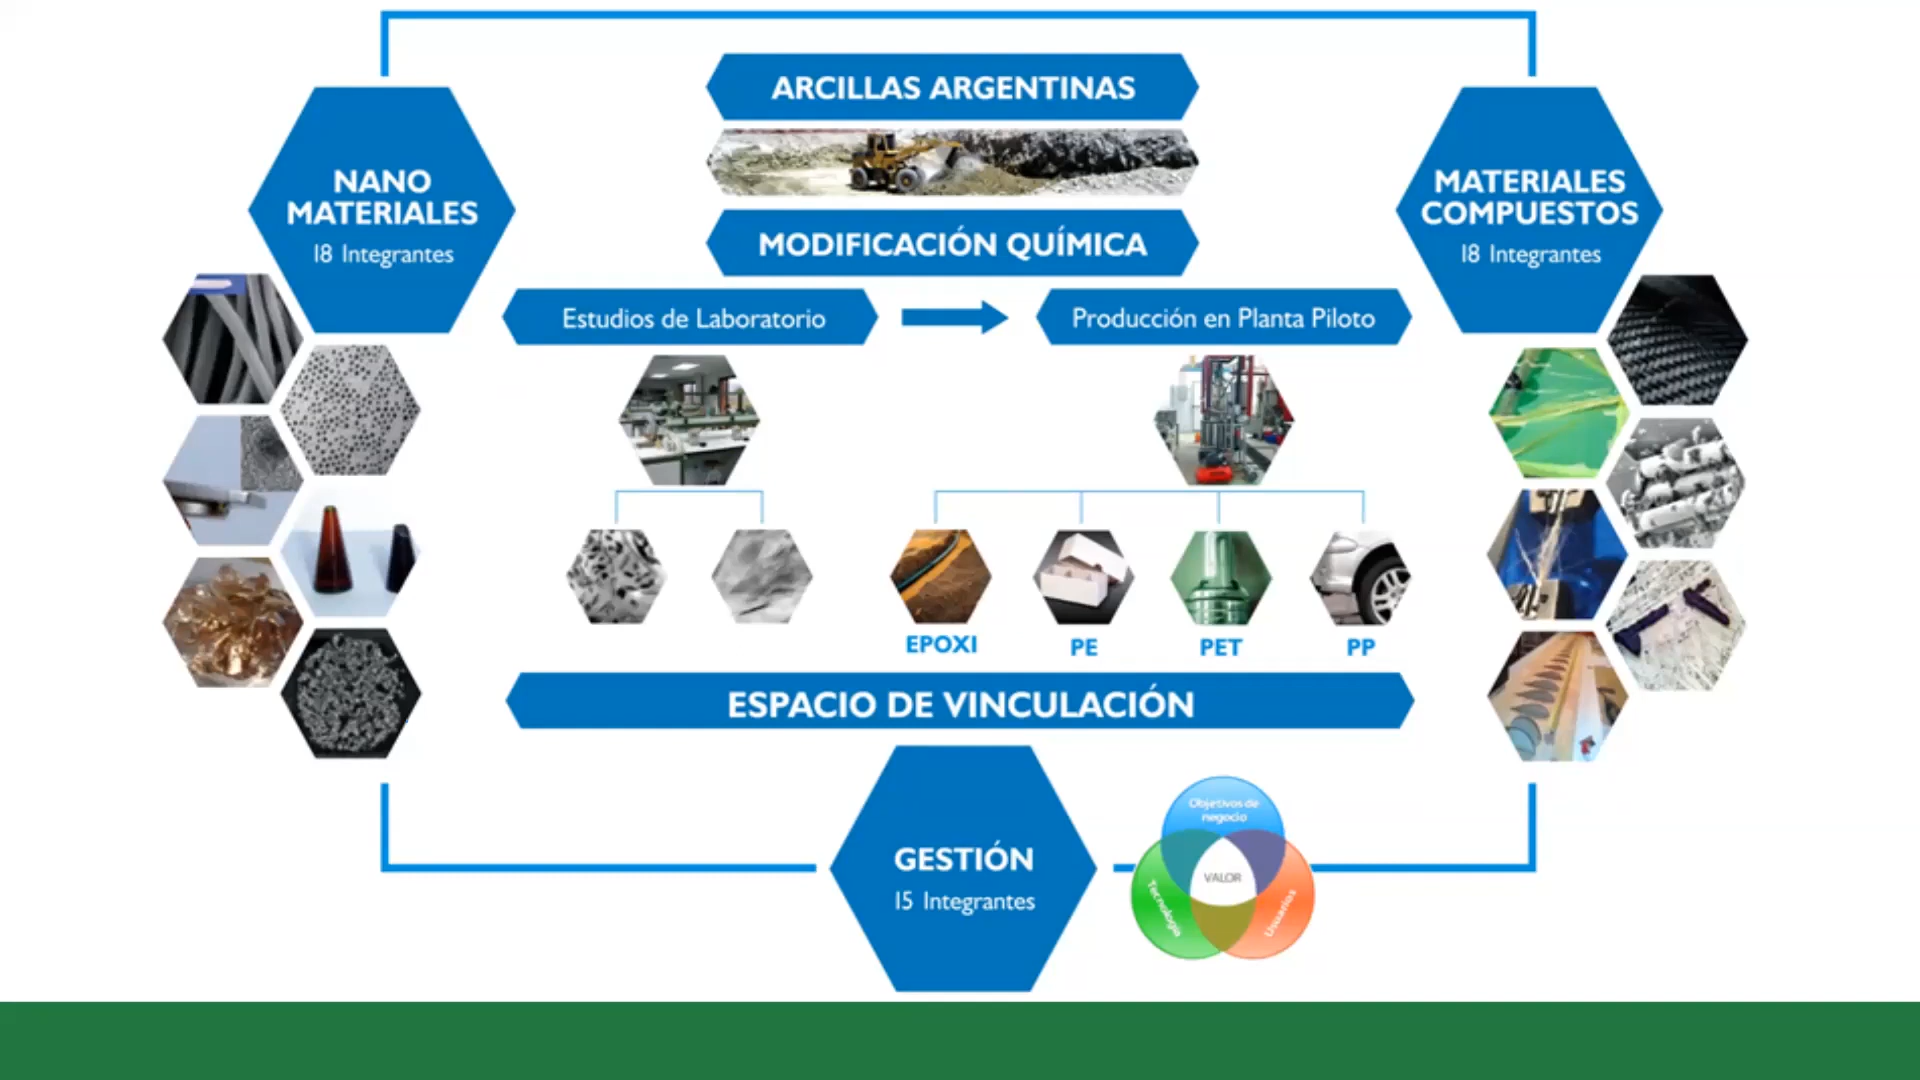 ARCILLAS ARGENTINAS
NANO
MATERIALES
18 Integrantes
MATERIALES
COMPUESTOS
18 Integrantes
MODIFICACIÓN QUÍMICA
Estudios de Laboratorio
Producción en Planta Piloto
EPOXI
PE
PET
PP
ESPACIO DE VINCULACIÓN
GESTIÓN
15 Integrantes
Objetivos de
negocio
VALOR
Tecnología
Usuarios